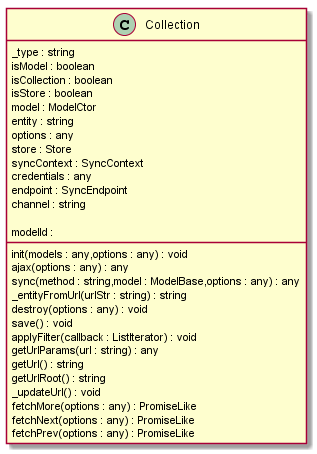 C Collection
_type : string
isModel : boolean
isCollection : boolean
isStore : boolean
model : ModelCtor
entity : string
options : any
store : Store
syncContext : SyncContext
credentials : any
endpoint : SyncEndpoint
channel : string
modelId :
init(models : any,options : any) : void
ajax(options : any) : any
sync(method : string,model : ModelBase,options : any) : any
_entityFromUrl(urlStr : string) : string
destroy(options : any) : void
save() : void
applyFilter(callback : ListIterator) : void
getUrlParams(url : string) : any
getUrl() : string
getUrlRoot() : string
_updateUrl() : void
fetchMore(options : any) : PromiseLike
fetchNext(options : any) : PromiseLike
fetchPrev(options : any) : PromiseLike